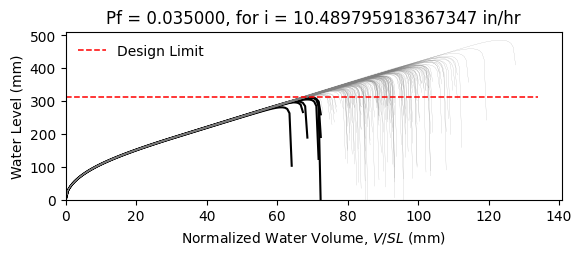 Pf = 0.035000, for i = 10.489795918367347 in/hr
Design Limit
Water Level (mm)
500
400
300
200
100
0
0 20 40 60 80 100 120 140
Normalized Water Volume, V/SL (mm)